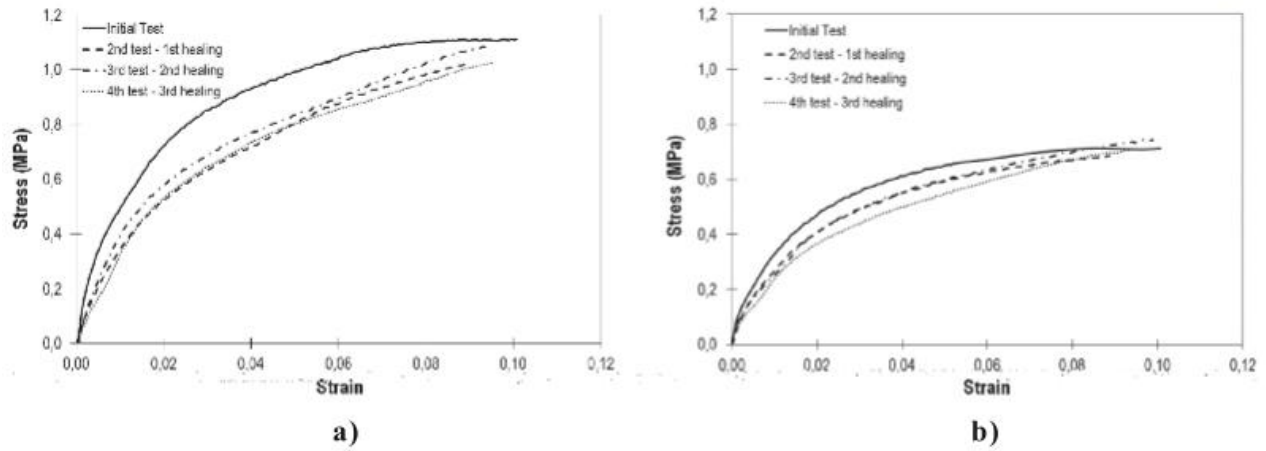 1,2
1,0
0,8
0,6
0,4
0,2
0,0
Stress (MPa)
Initial Test
2nd test - 1st healing
3rd test - 2nd healing
4th test - 3rd healing
0,00 0,02 0,04 0,06 0,08 0,10 0,12
Strain
a)
1,2
1,0
0,8
0,6
0,4
0,2
0,0
Stress (MPa)
Initial Test
2nd test - 1st healing
3rd test - 2nd healing
4th test - 3rd healing
0,00 0,02 0,04 0,06 0,08 0,10 0,12
Strain
b)